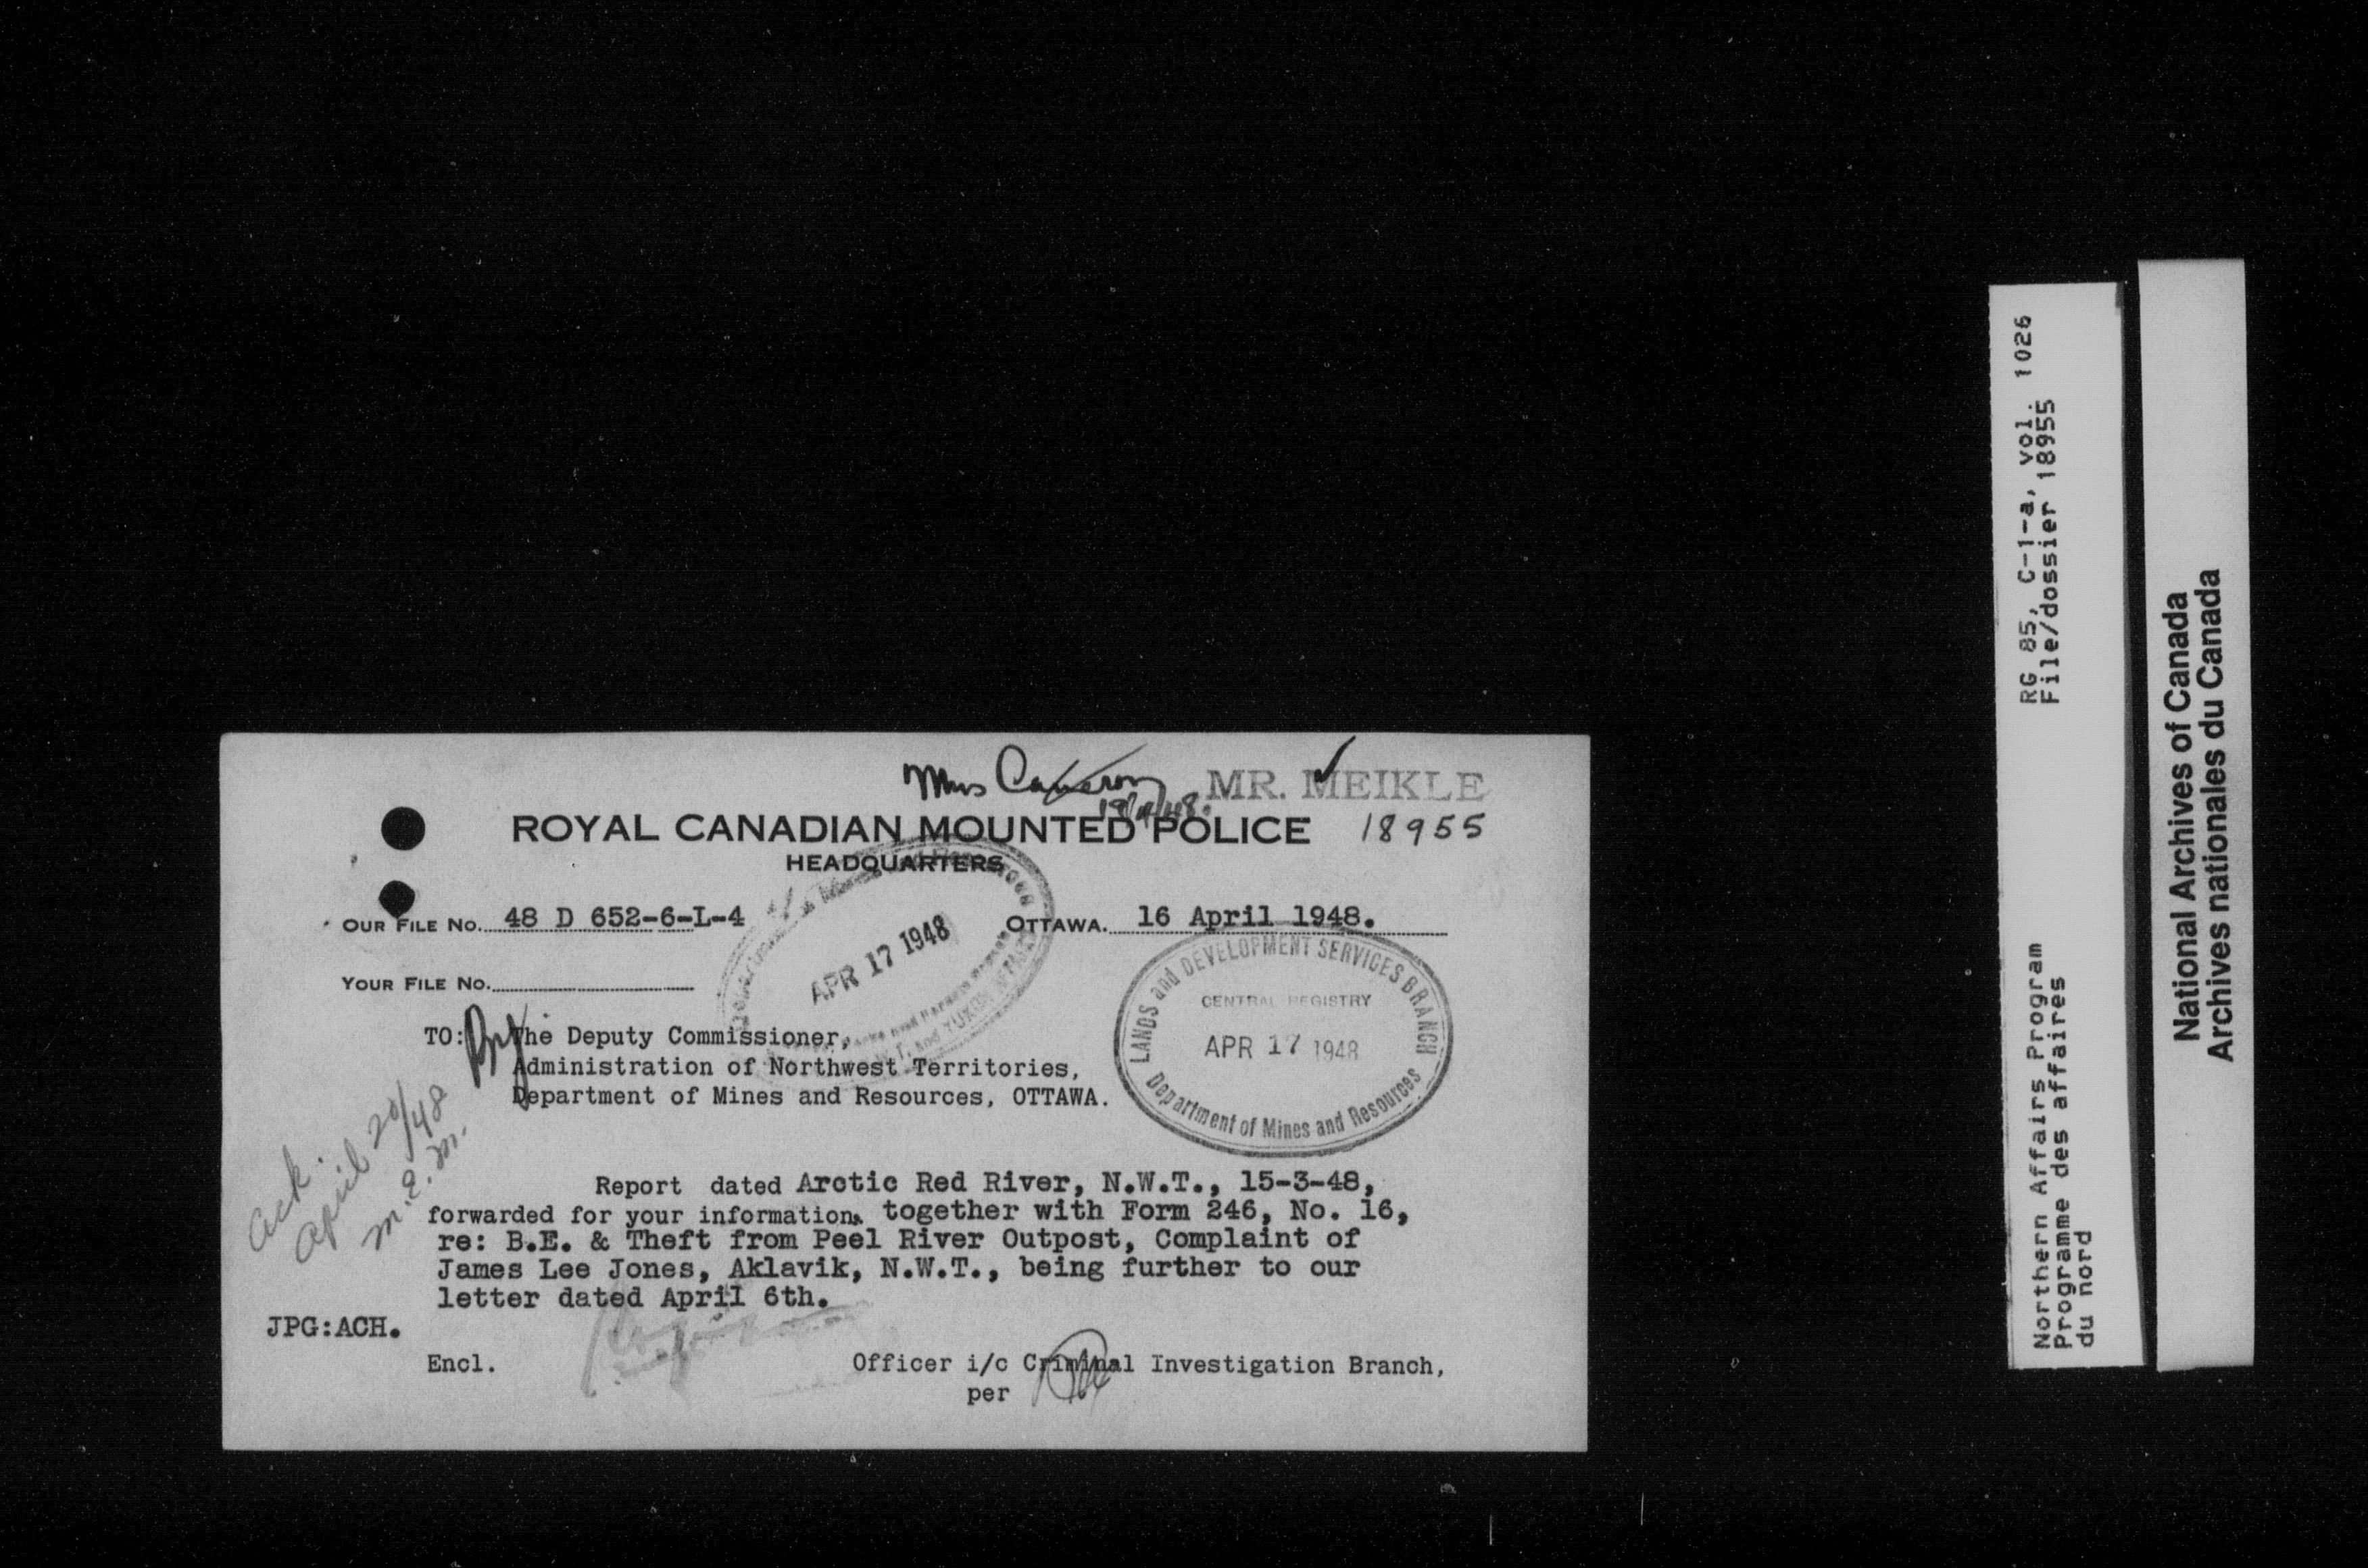 Miss Cameron
19/4/48.
MR. MEIKLE
ROYAL CANADIAN MOUNTED POLICE 18955
HEADQUARTERS
OUR FILE No. 48 D 652-6-L-4
OTTAWA. 16 April 1948.
APR 17 1948
and YUKON
YOUR FILE No.
LANDS and DEVELOPMENT SERVICES BRANCH
CENTRAL REGISTRY
APR 17 1948
Department of Mines and Resources
TO: The Deputy Commissioner,
Administration of Northwest Territories,
Department of Mines and Resources, OTTAWA.
Ack.
April 20/48
M.E.M.
Report dated Arctic Red River, N.W.T., 15-3-48,
forwarded for your information, together with Form 246, No. 16,
re: B.E. & Theft from Peel River Outpost, Complaint of
James Lee Jones, Aklavik, N.W.T., being further to our
letter dated April 6th.
JPG:ACH.
Encl.
Officer i/c Criminal Investigation Branch,
per
RG 85, C-1-a, vol. 1026
File/dossier 18955
Northern Affairs Program
Programme des affaires
du nord
National Archives of Canada
Archives nationales du Canada